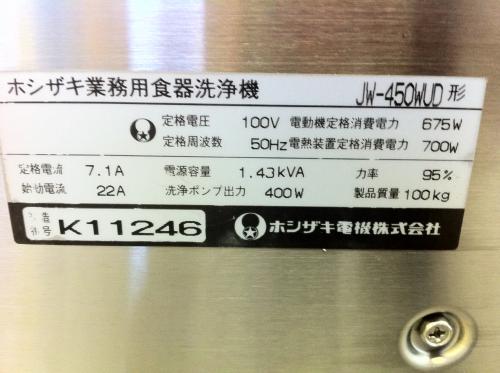 ホシザキ業務用食器洗浄機 JW-450WUD 形
定格電圧 100V 電動機定格消費電力 675W
定格周波数 50Hz 電熱装置定格消費電力 700W
定格電流 7.1A 電源容量 1.43kVA 力率 95%
始動電流 22A 洗浄ポンプ出力 400W 製品質量 100kg
製造番号 K11246 ホシザキ電機株式会社